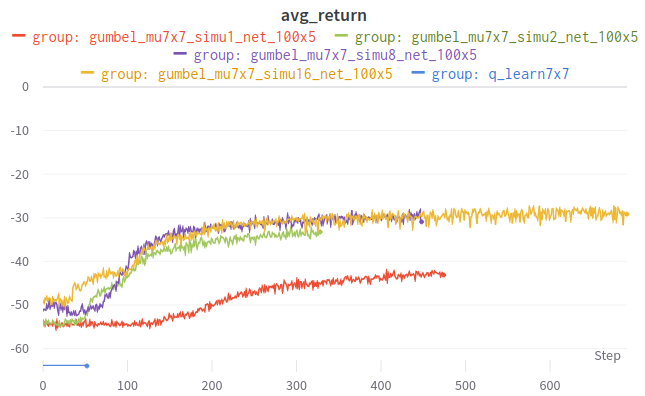 avg_return
group: gumbel_mu7x7_simu1_net_100x5 group: gumbel_mu7x7_simu2_net_100x5
group: gumbel_mu7x7_simu8_net_100x5
group: gumbel_mu7x7_simu16_net_100x5 group: q_learn7x7
0
-10
-20
-30
-40
-50
-60
Step
0 100 200 300 400 500 600